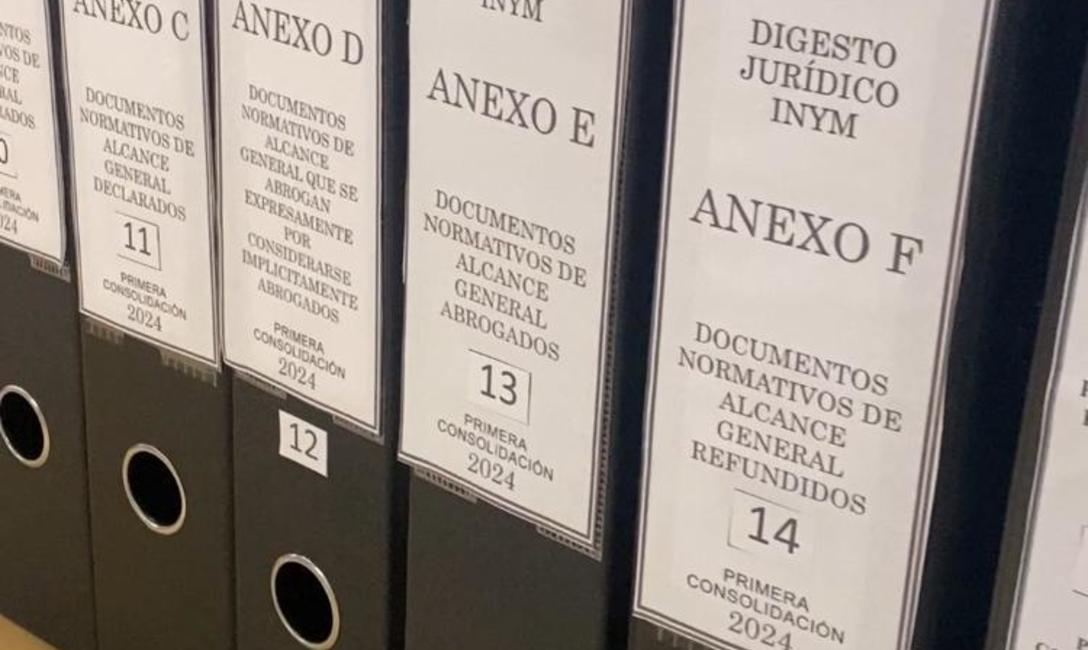 ANEXO C
DOCUMENTOS
NORMATIVOS DE
ALCANCE
GENERAL
DECLARADOS
11
PRIMERA
CONSOLIDACIÓN
2024
ANEXO D
DOCUMENTOS
NORMATIVOS DE
ALCANCE
GENERAL QUE SE
ABROGAN
EXPRESAMENTE
POR
CONSIDERARSE
IMPLICITAMENTE
ABROGADOS
PRIMERA
CONSOLIDACIÓN
2024
12
INYM
ANEXO E
DOCUMENTOS
NORMATIVOS DE
ALCANCE
GENERAL
ABROGADOS
13
PRIMERA
CONSOLIDACIÓN
2024
DIGESTO
JURÍDICO
INYM
ANEXO F
DOCUMENTOS
NORMATIVOS DE
ALCANCE
GENERAL
REFUNDIDOS
14
PRIMERA
CONSOLIDACIÓN
2024